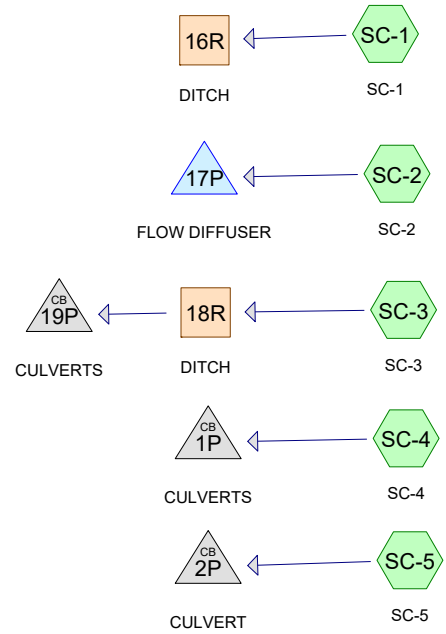 16R
SC-1
DITCH
SC-1
17P
SC-2
FLOW DIFFUSER
SC-2
CB
19P
18R
SC-3
CULVERTS
DITCH
SC-3
CB
1P
SC-4
CULVERTS
SC-4
CB
2P
SC-5
CULVERT
SC-5